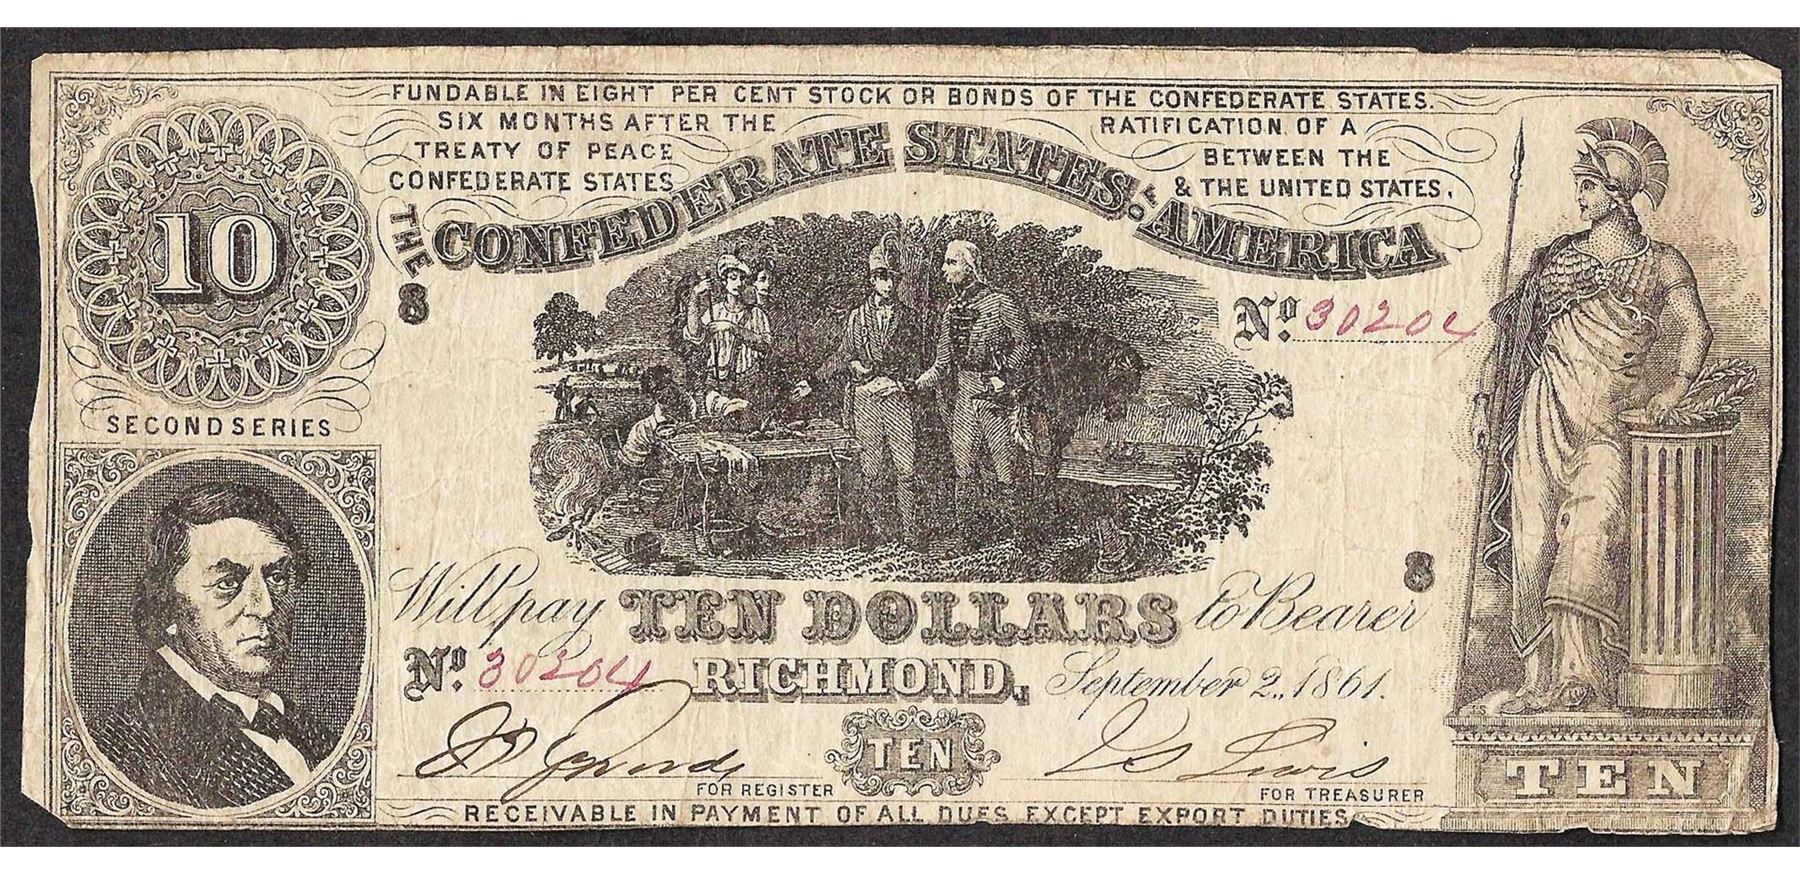 FUNDABLE IN EIGHT PER CENT STOCK OR BONDS OF THE CONFEDERATE STATES.
SIX MONTHS AFTER THE RATIFICATION OF A
TREATY OF PEACE BETWEEN THE
CONFEDERATE STATES & THE UNITED STATES,
THE CONFEDERATE STATES OF AMERICA
10
8
No. 30204
SECOND SERIES
8
Will pay TEN DOLLARS to Bearer
No. 30204 RICHMOND, September 2, 1861.
TEN
FOR REGISTER
FOR TREASURER
TEN
RECEIVABLE IN PAYMENT OF ALL DUES EXCEPT EXPORT DUTIES